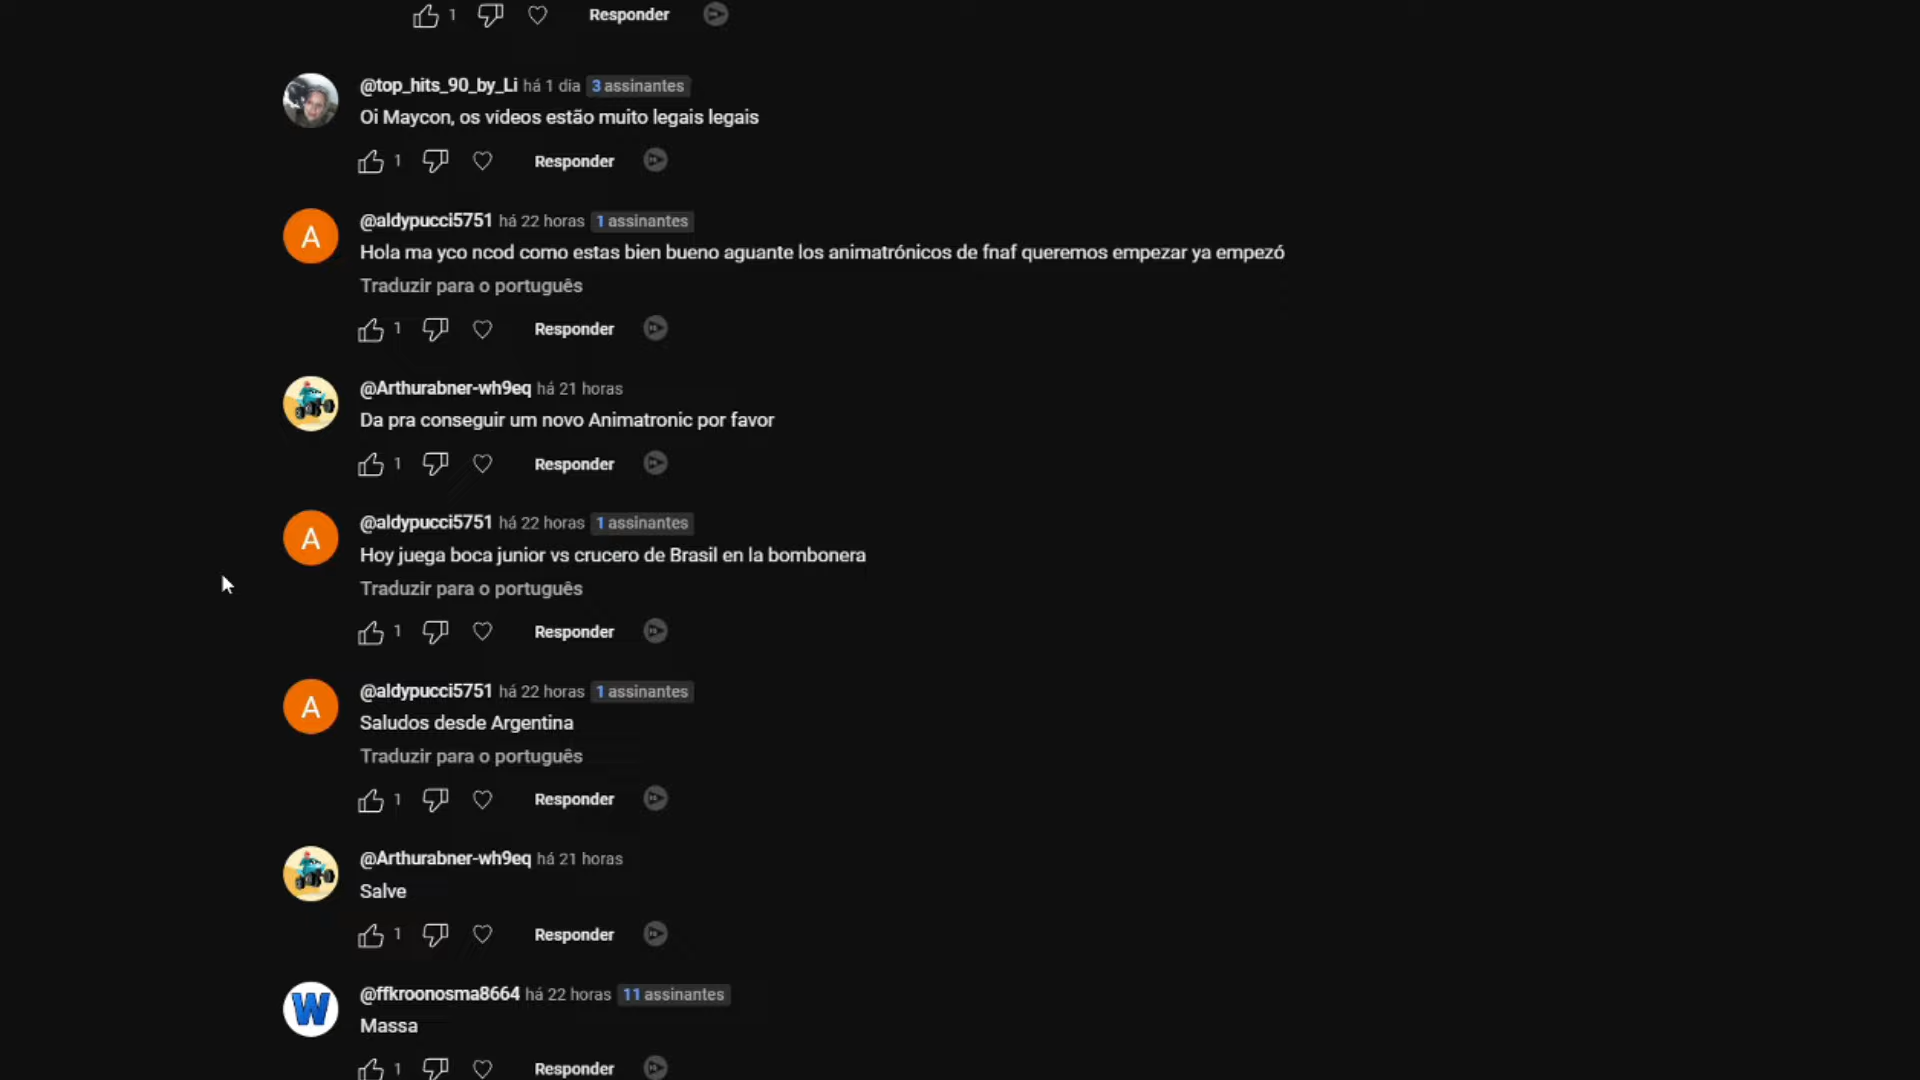 1 Responder
@top_hits_90_by_Li há 1 dia 3 assinantes
Oi Maycon, os videos estão muito legais legais
1 Responder
A
@aldypucci5751 há 22 horas 1 assinantes
Hola ma yco ncod como estas bien bueno aguante los animatrónicos de fnaf queremos empezar ya empezó
Traduzir para o português
1 Responder
@Arthurabner-wh9eq há 21 horas
Da pra conseguir um novo Animatronic por favor
1 Responder
A
@aldypucci5751 há 22 horas 1 assinantes
Hoy juega boca junior vs crucero de Brasil en la bombonera
Traduzir para o português
1 Responder
A
@aldypucci5751 há 22 horas 1 assinantes
Saludos desde Argentina
Traduzir para o português
1 Responder
@Arthurabner-wh9eq há 21 horas
Salve
1 Responder
W
@ffkroonosma8664 há 22 horas 11 assinantes
Massa
1 Responder